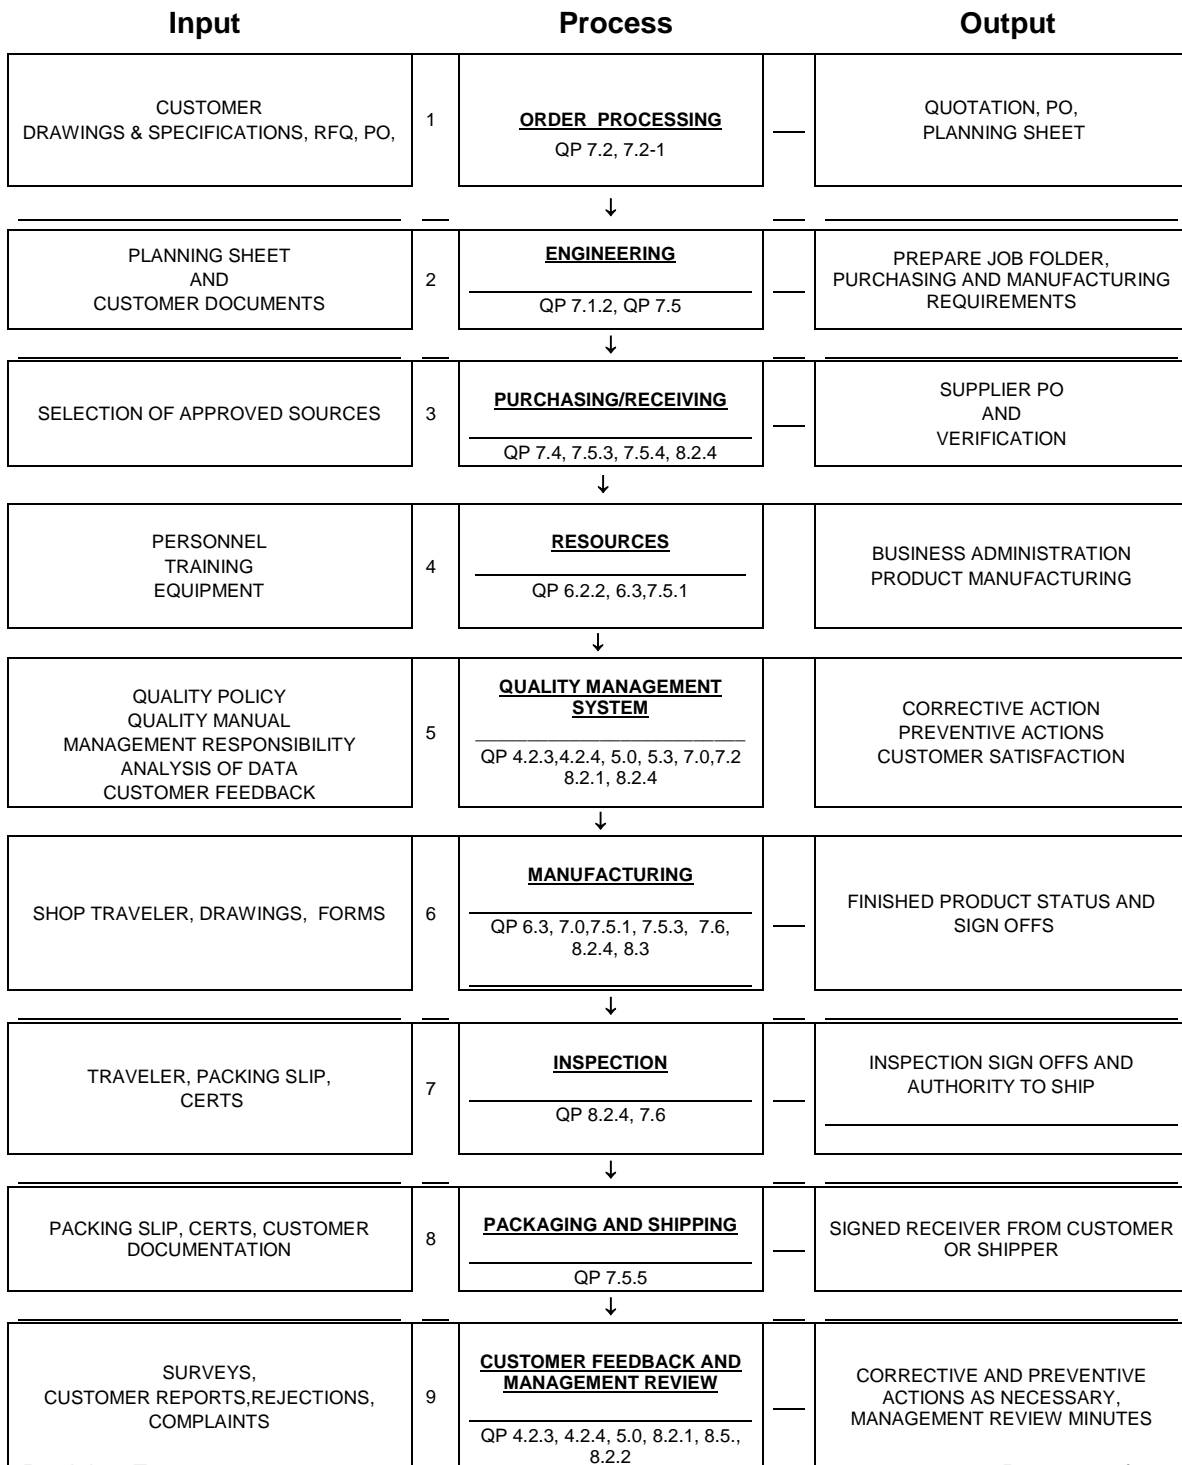 Input Process Output
CUSTOMER
DRAWINGS & SPECIFICATIONS, RFQ, PO,
1
ORDER PROCESSING
QP 7.2, 7.2-1
QUOTATION, PO,
PLANNING SHEET
↓
PLANNING SHEET
AND
CUSTOMER DOCUMENTS
2
ENGINEERING
QP 7.1.2, QP 7.5
PREPARE JOB FOLDER,
PURCHASING AND MANUFACTURING
REQUIREMENTS
↓
SELECTION OF APPROVED SOURCES
3
PURCHASING/RECEIVING
QP 7.4, 7.5.3, 7.5.4, 8.2.4
SUPPLIER PO
AND
VERIFICATION
↓
PERSONNEL
TRAINING
EQUIPMENT
4
RESOURCES
QP 6.2.2, 6.3,7.5.1
BUSINESS ADMINISTRATION
PRODUCT MANUFACTURING
↓
QUALITY POLICY
QUALITY MANUAL
MANAGEMENT RESPONSIBILITY
ANALYSIS OF DATA
CUSTOMER FEEDBACK
5
QUALITY MANAGEMENT
SYSTEM
QP 4.2.3,4.2.4, 5.0, 5.3, 7.0,7.2
8.2.1, 8.2.4
CORRECTIVE ACTION
PREVENTIVE ACTIONS
CUSTOMER SATISFACTION
↓
SHOP TRAVELER, DRAWINGS, FORMS
6
MANUFACTURING
QP 6.3, 7.0,7.5.1, 7.5.3, 7.6,
8.2.4, 8.3
FINISHED PRODUCT STATUS AND
SIGN OFFS
↓
TRAVELER, PACKING SLIP,
CERTS
7
INSPECTION
QP 8.2.4, 7.6
INSPECTION SIGN OFFS AND
AUTHORITY TO SHIP
↓
PACKING SLIP, CERTS, CUSTOMER
DOCUMENTATION
8
PACKAGING AND SHIPPING
QP 7.5.5
SIGNED RECEIVER FROM CUSTOMER
OR SHIPPER
↓
SURVEYS,
CUSTOMER REPORTS,REJECTIONS,
COMPLAINTS
9
CUSTOMER FEEDBACK AND
MANAGEMENT REVIEW
QP 4.2.3, 4.2.4, 5.0, 8.2.1, 8.5.,
8.2.2
CORRECTIVE AND PREVENTIVE
ACTIONS AS NECESSARY,
MANAGEMENT REVIEW MINUTES